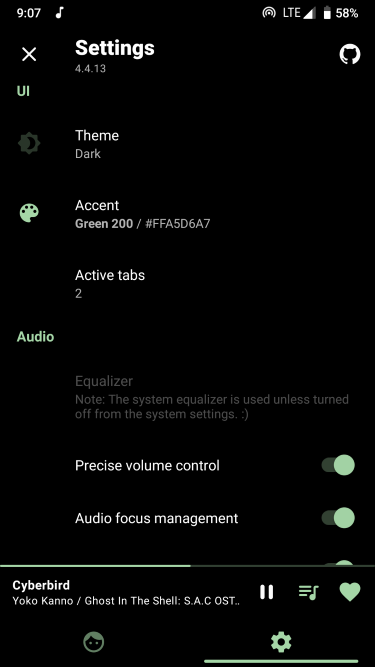 9:07 LTE 58%
Settings
4.4.13
UI
Theme
Dark
Accent
Green 200 / #FFA5D6A7
Active tabs
2
Audio
Equalizer
Note: The system equalizer is used unless turned
off from the system settings. :)
Precise volume control
Audio focus management
Cyberbird
Yoko Kanno / Ghost In The Shell: S.A.C OST..